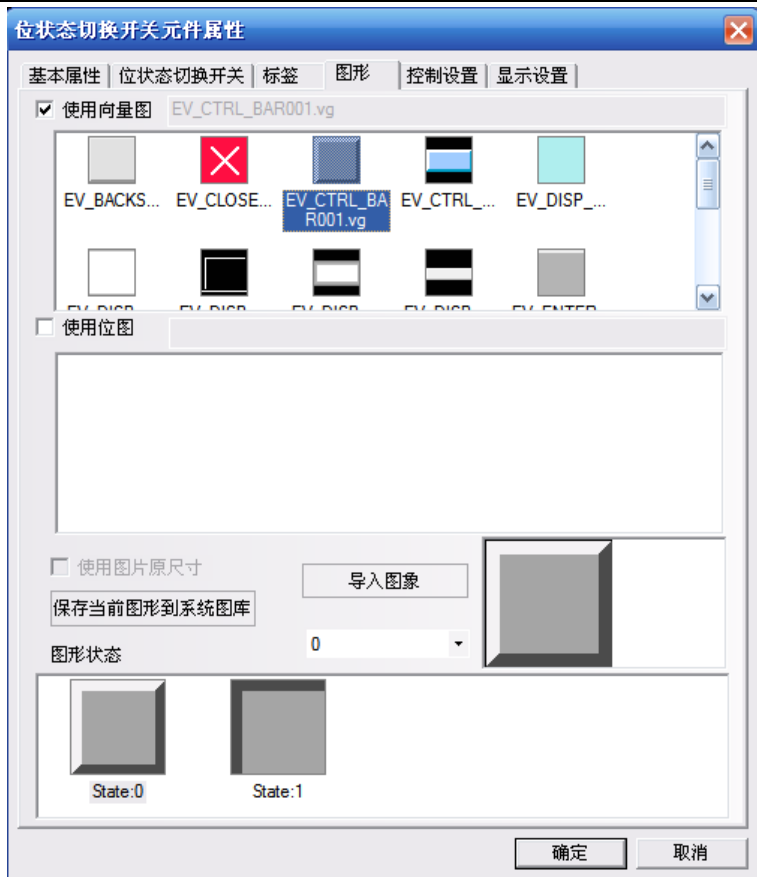 位状态切换开关元件属性
基本属性 位状态切换开关 标签 图形 控制设置 显示设置
使用向量图 EV_CTRL_BAR001.vg
EV_BACKS... EV_CLOSE... EV_CTRL_BA EV_CTRL_... EV_DISP_...
R001.vg
使用位图
使用图片原尺寸
导入图象
保存当前图形到系统图库
图形状态
0
State:0 State:1
确定 取消